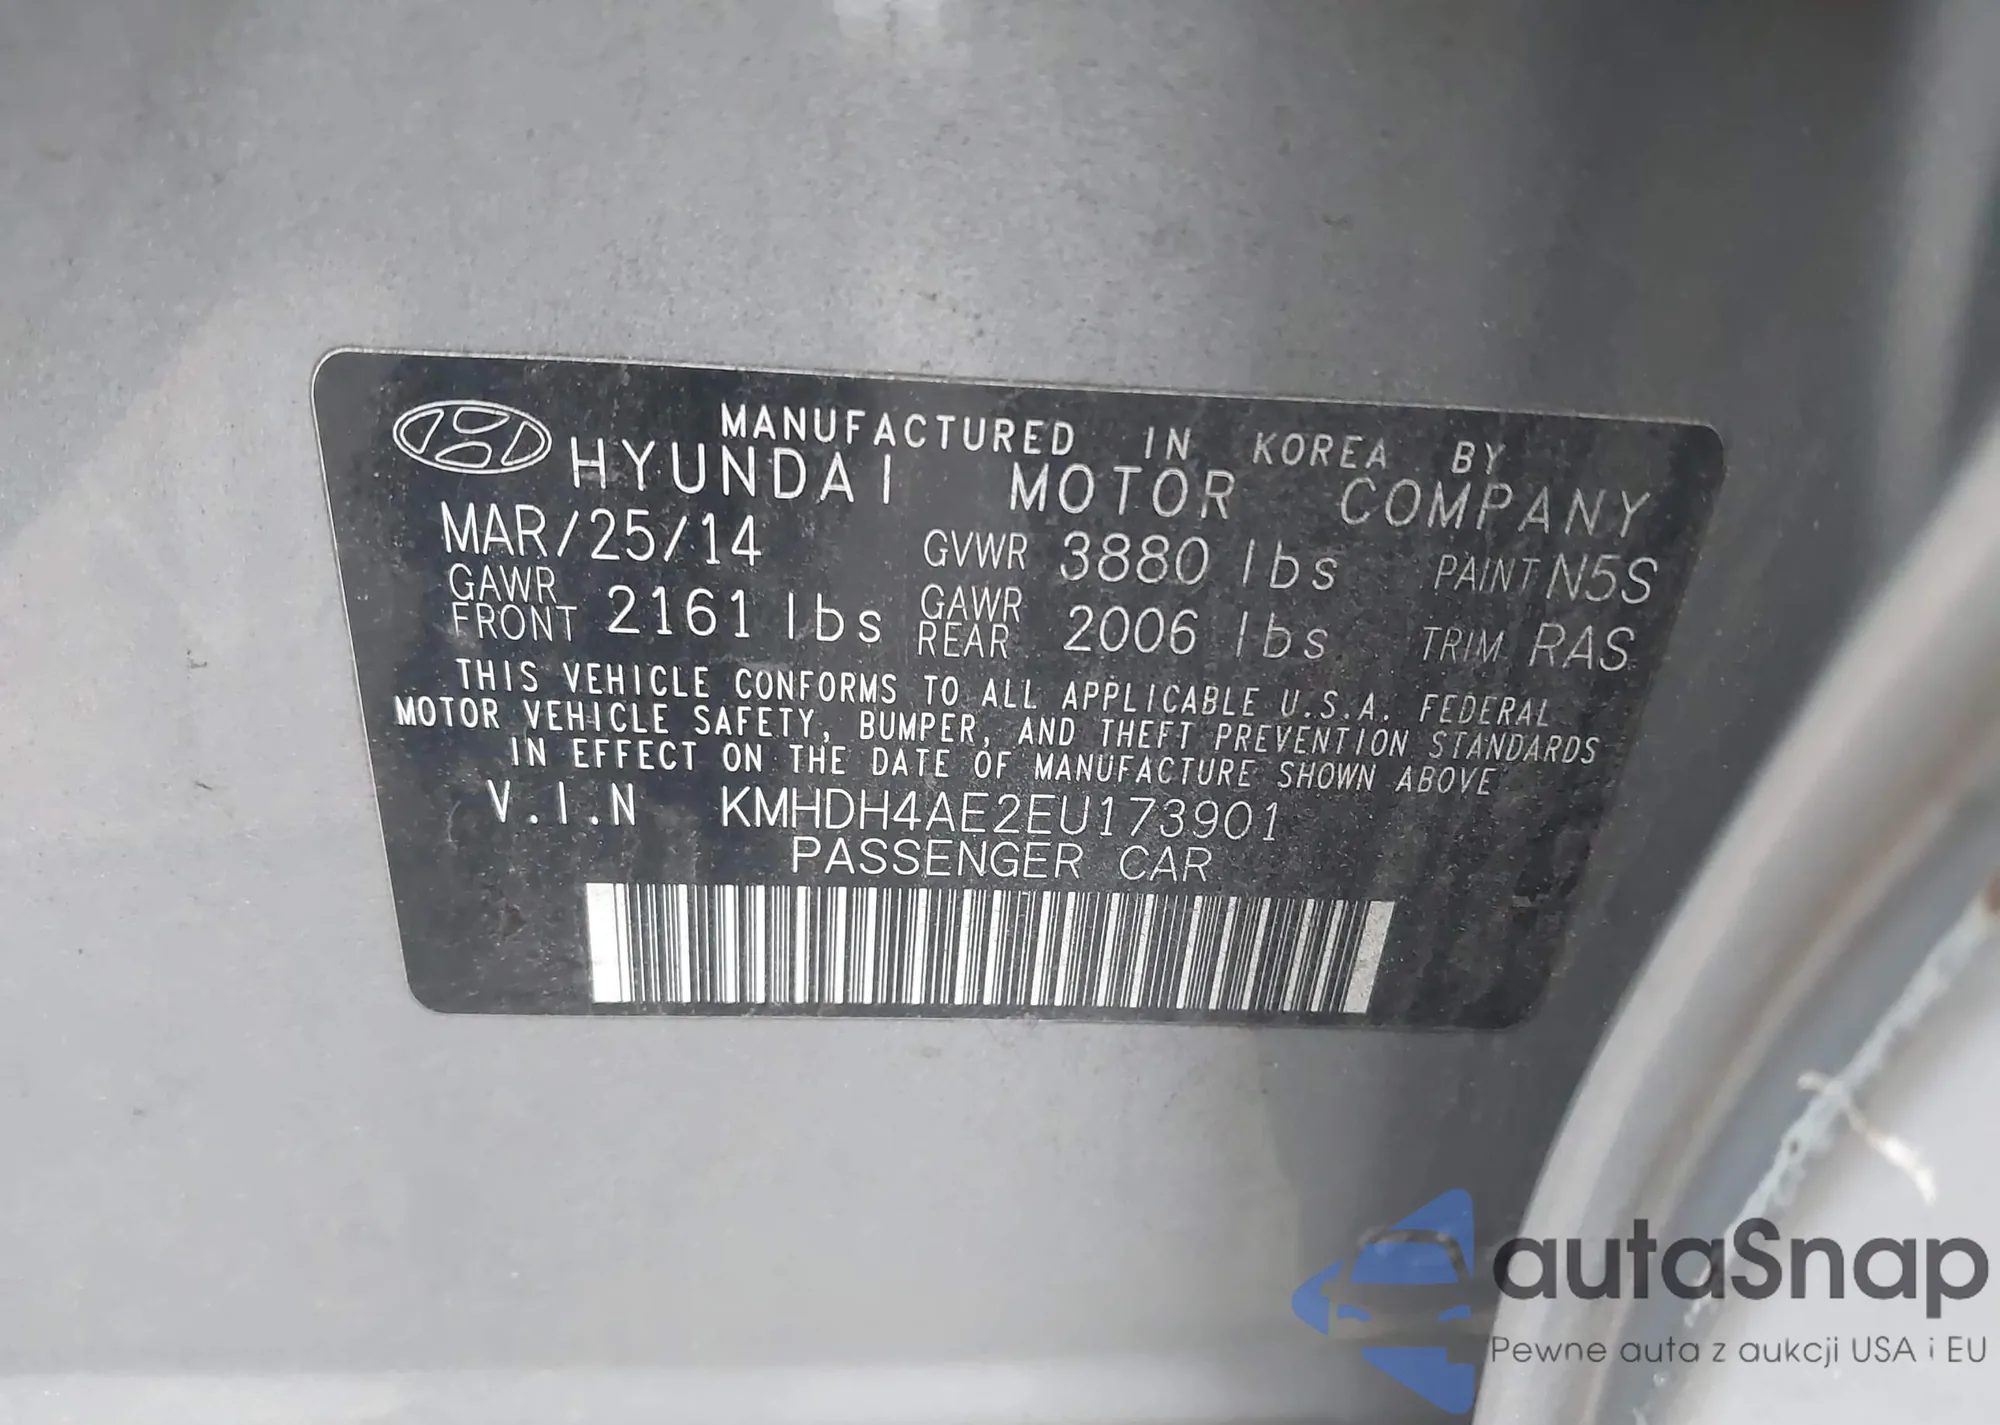 MANUFACTURED IN KOREA BY
HYUNDAI MOTOR COMPANY
MAR/25/14 GVWR 3880 lbs PAINT N5S
GAWR FRONT 2161 lbs GAWR REAR 2006 lbs TRIM RAS
THIS VEHICLE CONFORMS TO ALL APPLICABLE U.S.A. FEDERAL
MOTOR VEHICLE SAFETY, BUMPER, AND THEFT PREVENTION STANDARDS
IN EFFECT ON THE DATE OF MANUFACTURE SHOWN ABOVE
V.I.N KMHDH4AE2EU173901
PASSENGER CAR
autaSnap
Pewne auta z aukcji USA i EU